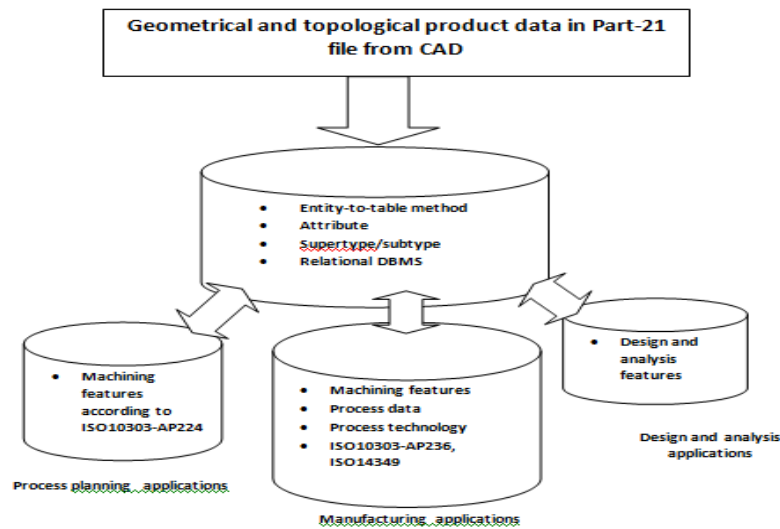 Geometrical and topological product data in Part-21
file from CAD
• Entity-to-table method
• Attribute
• Supertype/subtype
• Relational DBMS
• Machining
features
according to
ISO10303-AP224
Process planning applications
• Machining features
• Process data
• Process technology
• ISO10303-AP236,
ISO14349
Manufacturing applications
• Design and
analysis
features
Design and analysis
applications